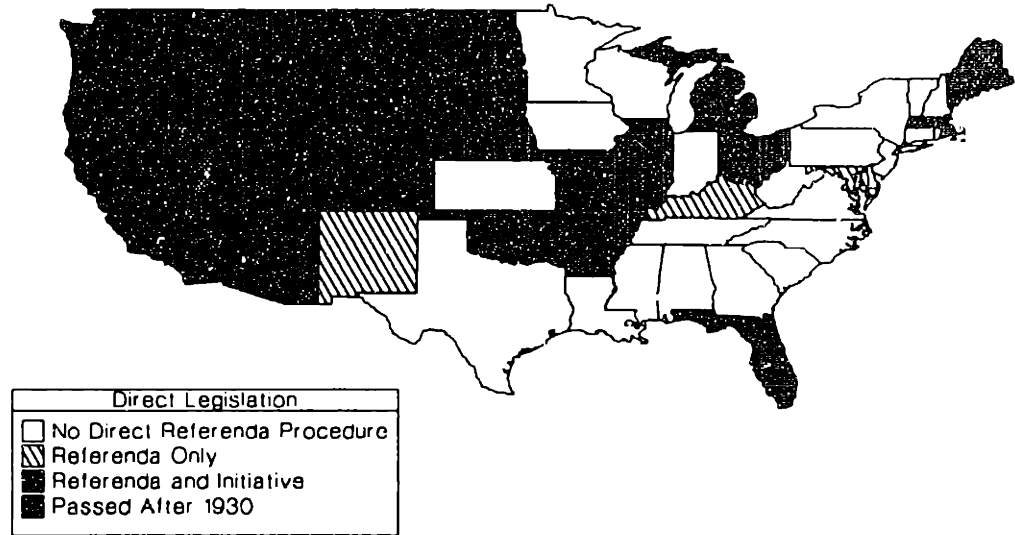 Direct Legislation
No Direct Referenda Procedure
Referenda Only
Referenda and Initiative
Passed After 1930